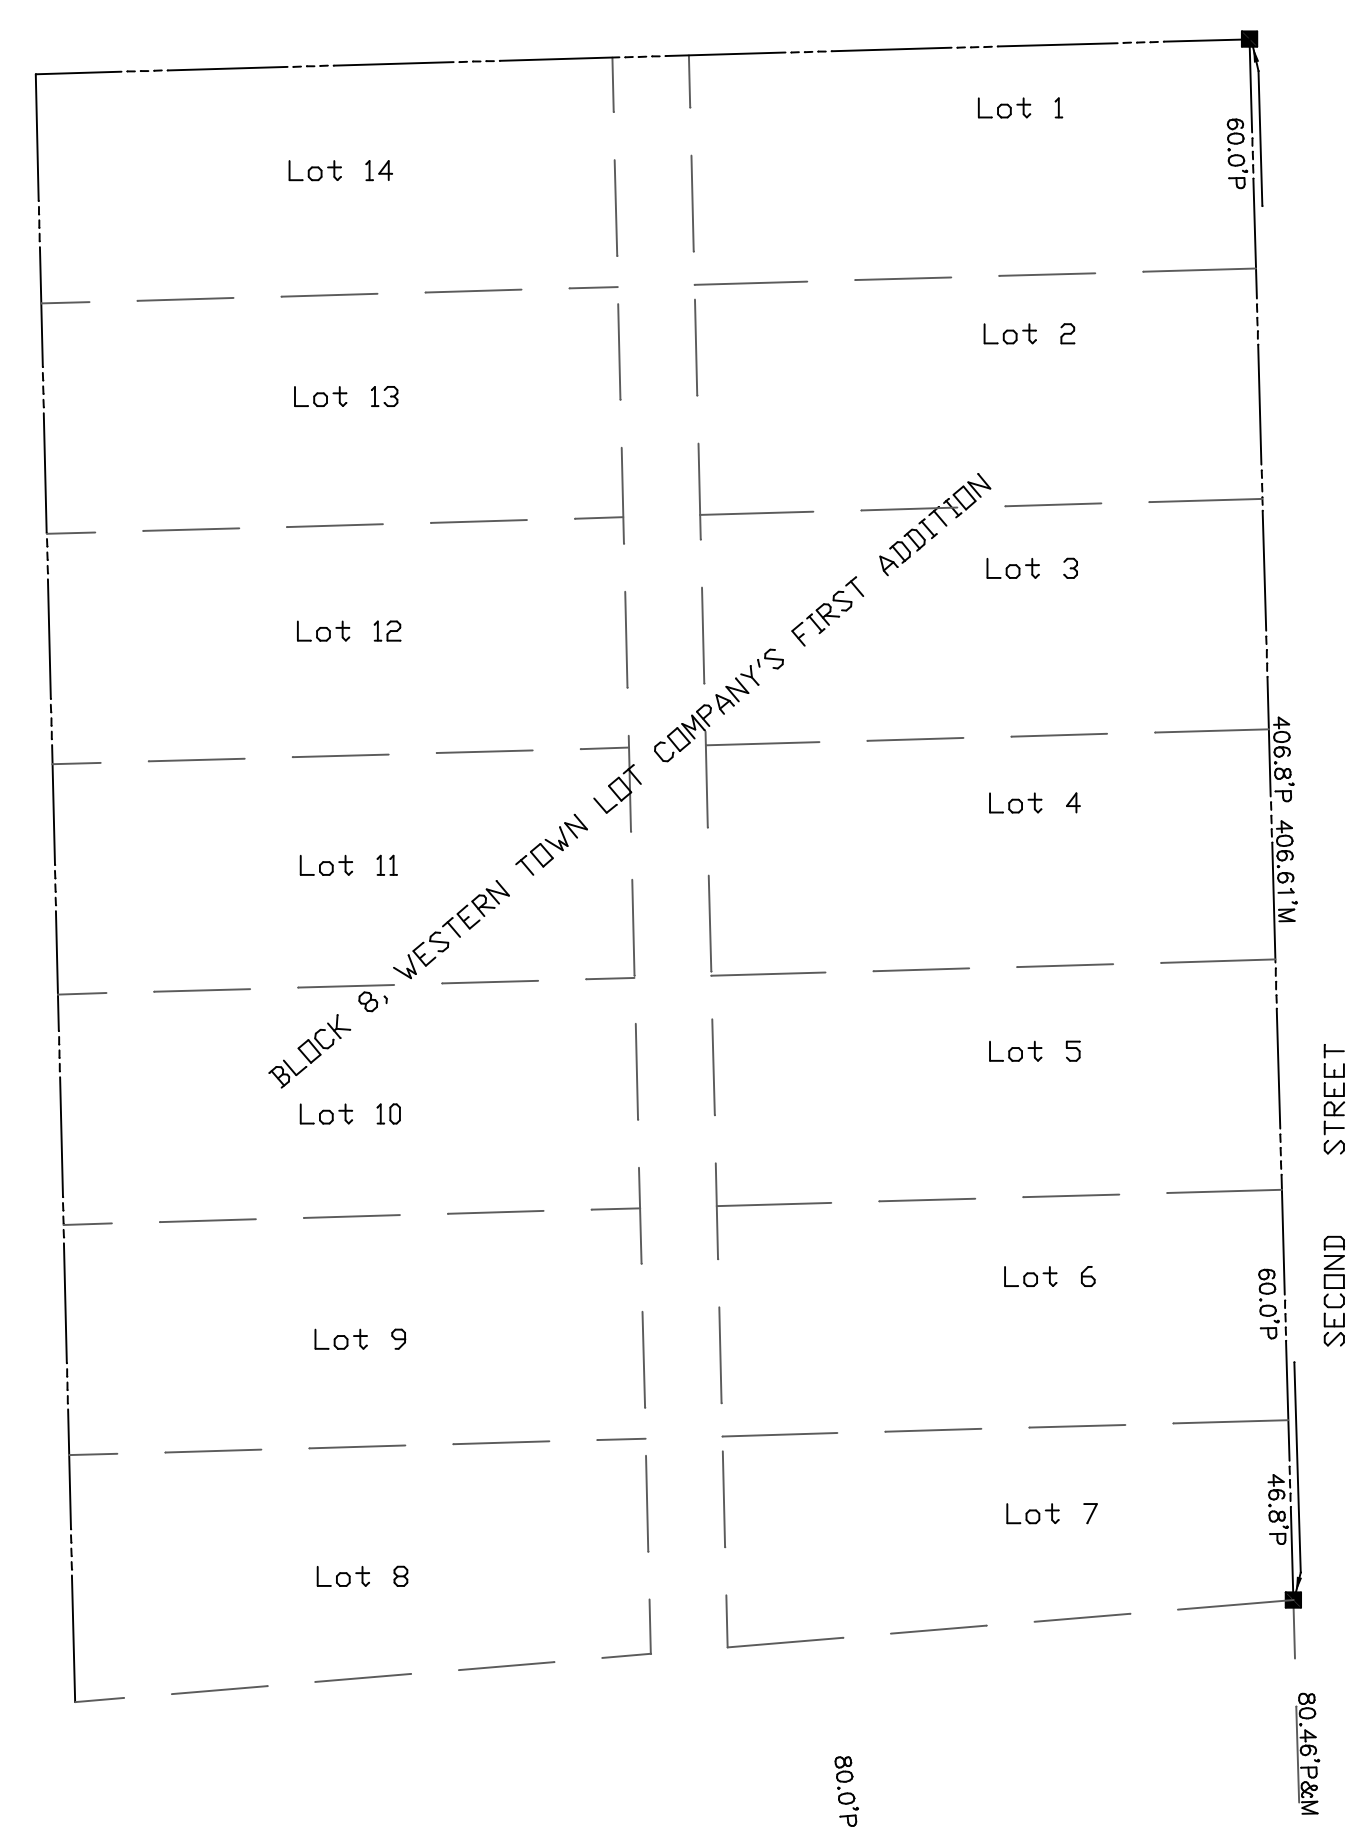 Lot 1
60.0'P
Lot 14
Lot 2
Lot 13
Lot 3
Lot 12
406.8'P 406.61'M
Lot 4
Lot 11
BLOCK 8, WESTERN TOWN LOT COMPANY'S FIRST ADDITION
Lot 5
Lot 10
SECOND STREET
Lot 6
60.0'P
Lot 9
46.8'P
Lot 7
Lot 8
80.46'P&M
80.0'P